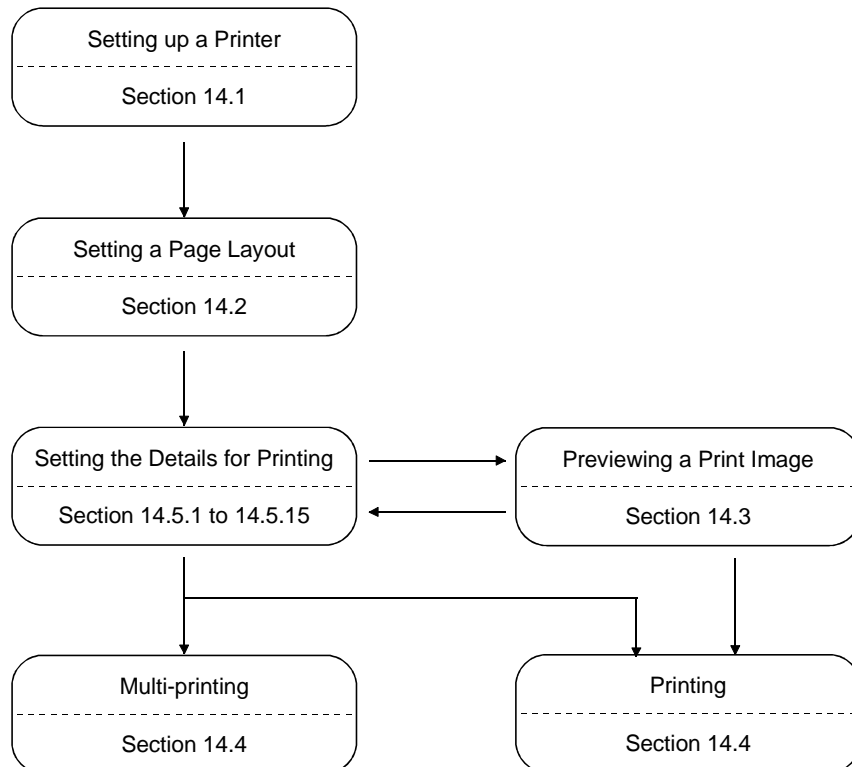 Setting up a Printer
Section 14.1
Setting a Page Layout
Section 14.2
Setting the Details for Printing
Section 14.5.1 to 14.5.15
Previewing a Print Image
Section 14.3
Multi-printing
Section 14.4
Printing
Section 14.4